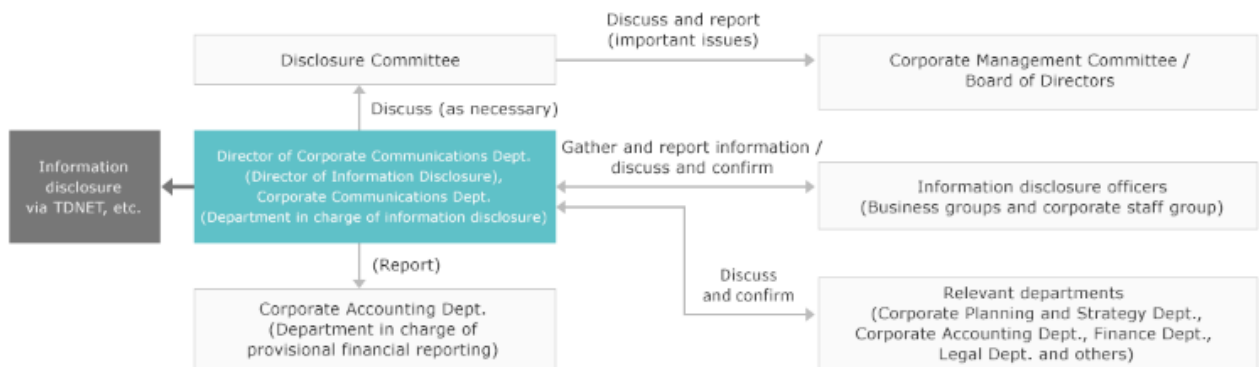 Discuss and report
(important issues)
Disclosure Committee
Corporate Management Committee /
Board of Directors
Discuss (as necessary)
Information
disclosure
via TDNET, etc.
Director of Corporate Communications Dept.
(Director of Information Disclosure),
Corporate Communications Dept.
(Department in charge of information disclosure)
Gather and report information /
discuss and confirm
Information disclosure officers
(Business groups and corporate staff group)
(Report)
Discuss
and confirm
Corporate Accounting Dept.
(Department in charge of
provisional financial reporting)
Relevant departments
(Corporate Planning and Strategy Dept.,
Corporate Accounting Dept., Finance Dept.,
Legal Dept. and others)